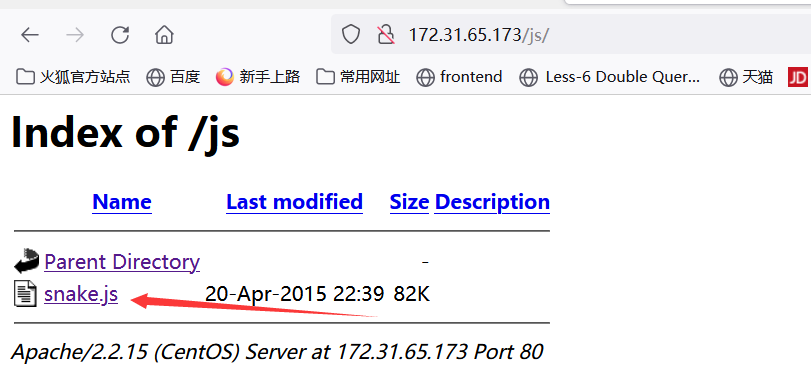 172.31.65.173/js/
火狐官方站点 百度 新手上路 常用网址 frontend Less-6 Double Quer... 天猫 JD
Index of /js
Name Last modified Size Description
Parent Directory -
snake.js 20-Apr-2015 22:39 82K
Apache/2.2.15 (CentOS) Server at 172.31.65.173 Port 80